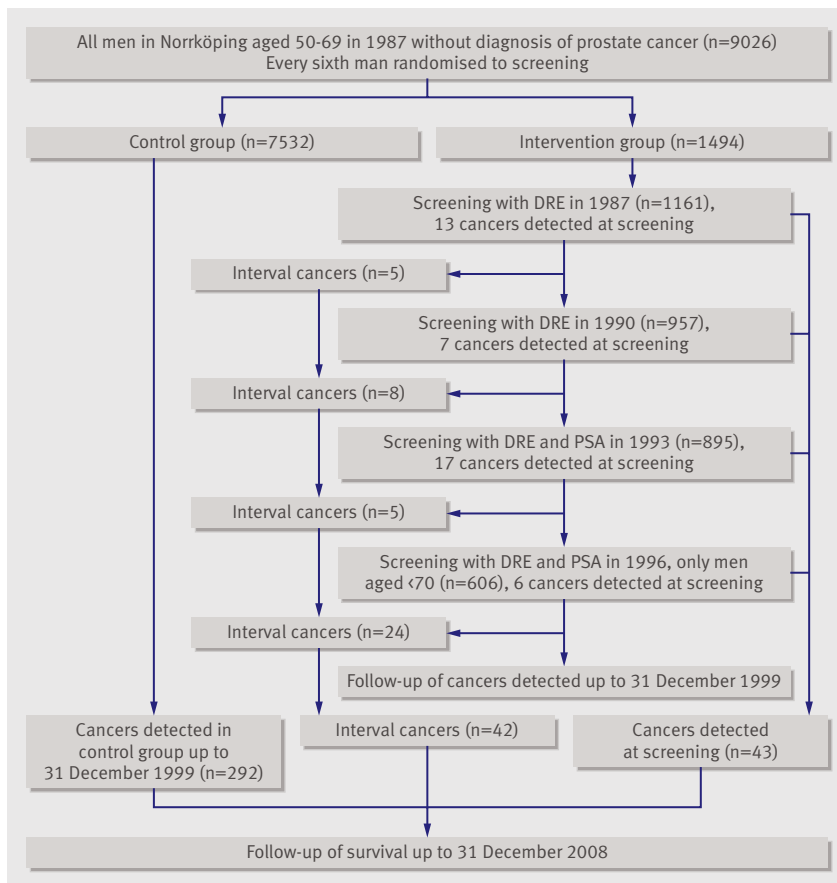 All men in Norrköping aged 50-69 in 1987 without diagnosis of prostate cancer (n=9026)
Every sixth man randomised to screening
Control group (n=7532)
Intervention group (n=1494)
Screening with DRE in 1987 (n=1161),
13 cancers detected at screening
Interval cancers (n=5)
Screening with DRE in 1990 (n=957),
7 cancers detected at screening
Interval cancers (n=8)
Screening with DRE and PSA in 1993 (n=895),
17 cancers detected at screening
Interval cancers (n=5)
Screening with DRE and PSA in 1996, only men
aged <70 (n=606), 6 cancers detected at screening
Interval cancers (n=24)
Follow-up of cancers detected up to 31 December 1999
Cancers detected in
control group up to
31 December 1999 (n=292)
Interval cancers (n=42)
Cancers detected
at screening (n=43)
Follow-up of survival up to 31 December 2008